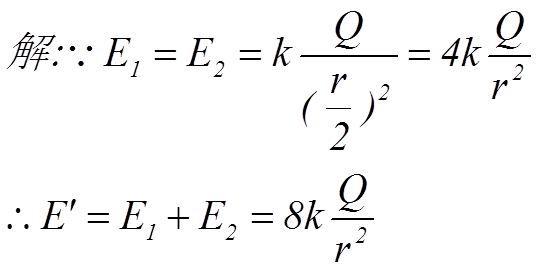 解:∵ E₁ = E₂ = k Q/(r/2)² = 4k Q/r²
∴ E′ = E₁ + E₂ = 8k Q/r²